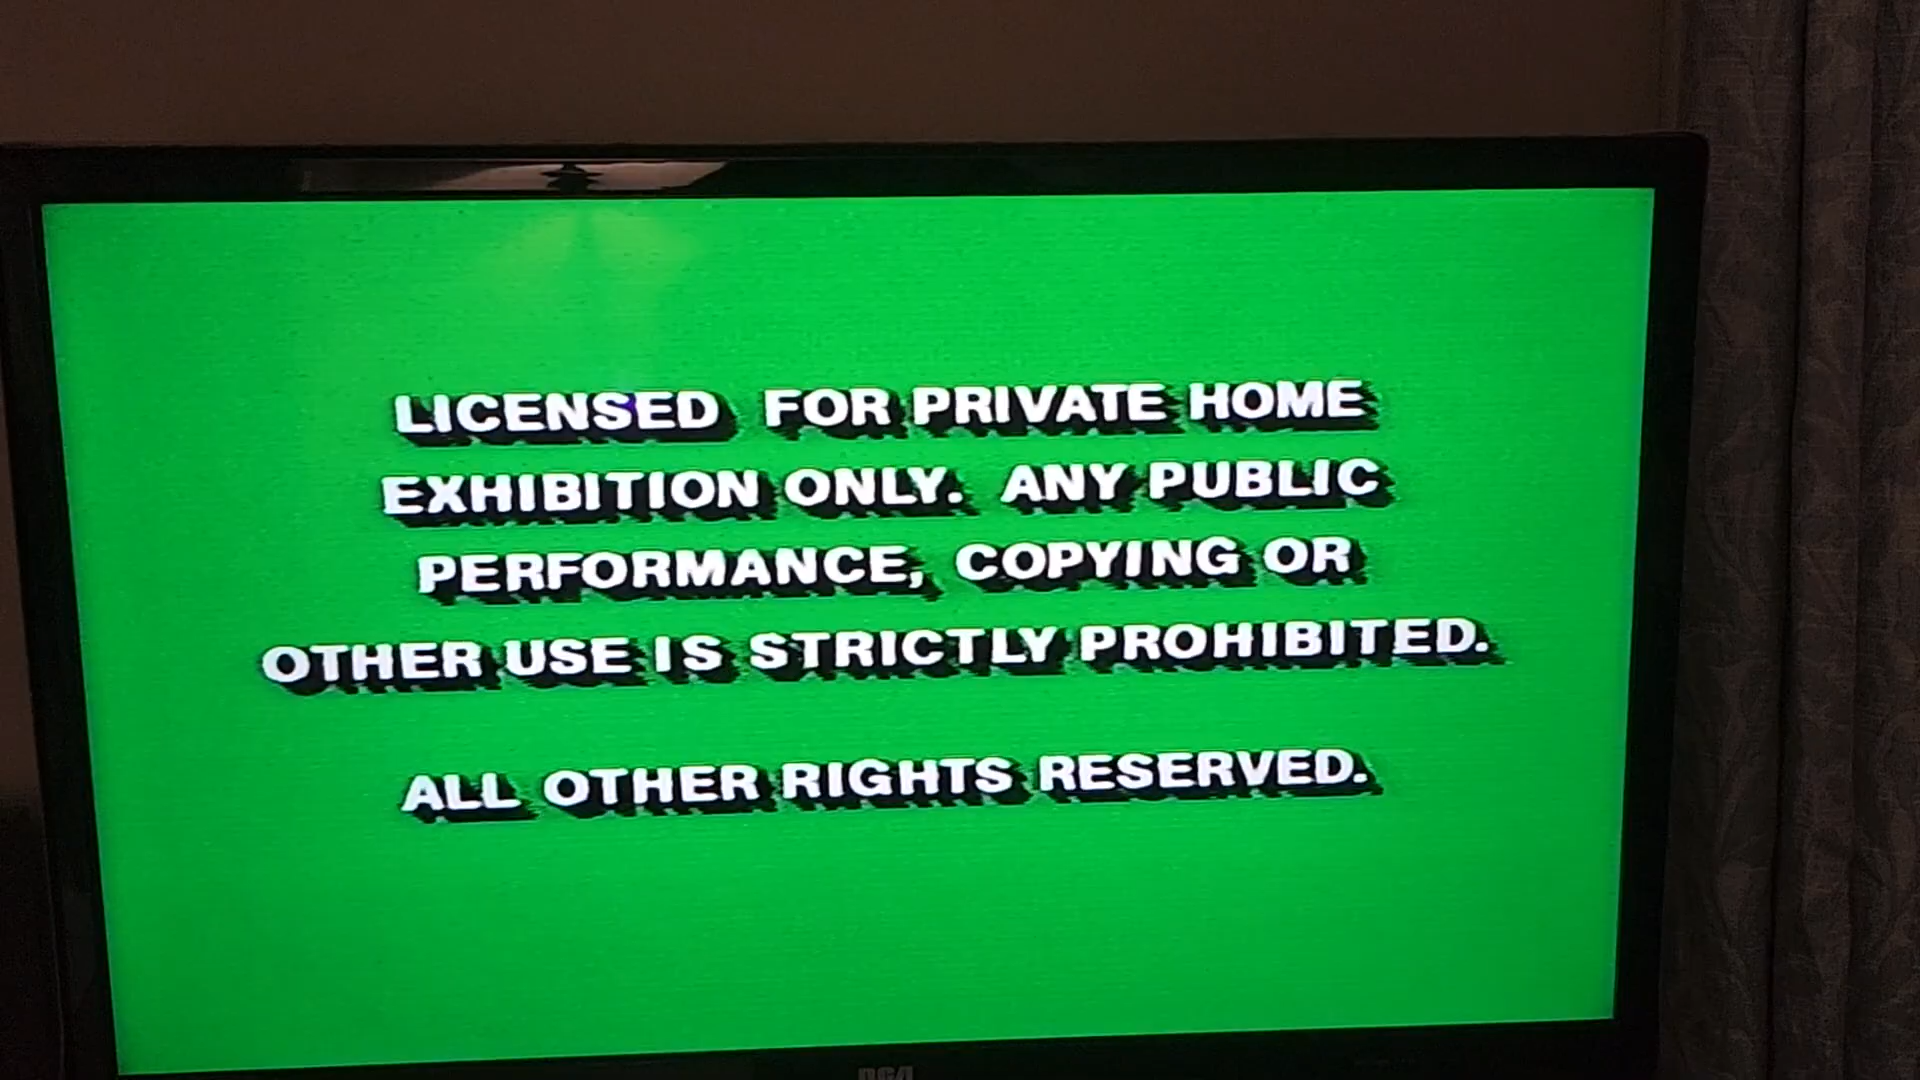 LICENSED FOR PRIVATE HOME
EXHIBITION ONLY. ANY PUBLIC
PERFORMANCE, COPYING OR
OTHER USE IS STRICTLY PROHIBITED.
ALL OTHER RIGHTS RESERVED.
RCA